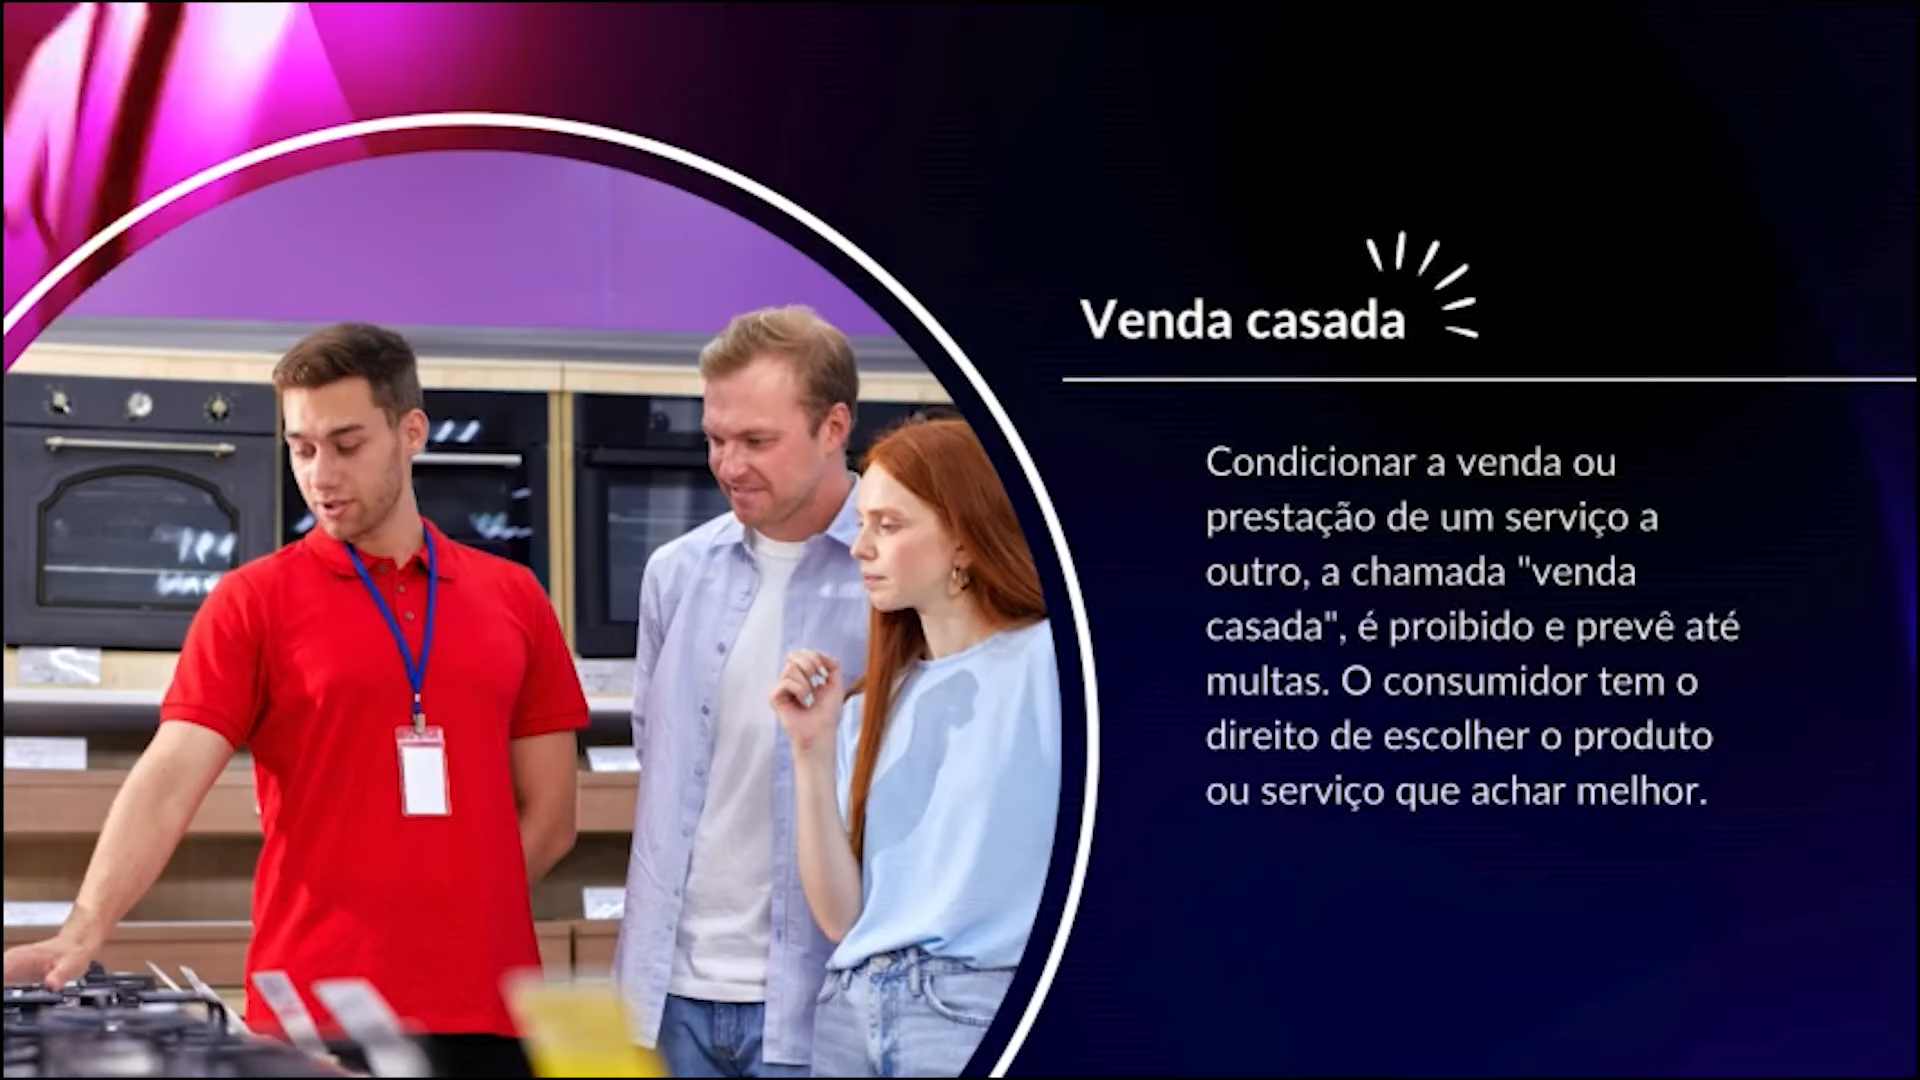 Venda casada
Condicionar a venda ou
prestação de um serviço a
outro, a chamada "venda
casada", é proibido e prevê até
multas. O consumidor tem o
direito de escolher o produto
ou serviço que achar melhor.